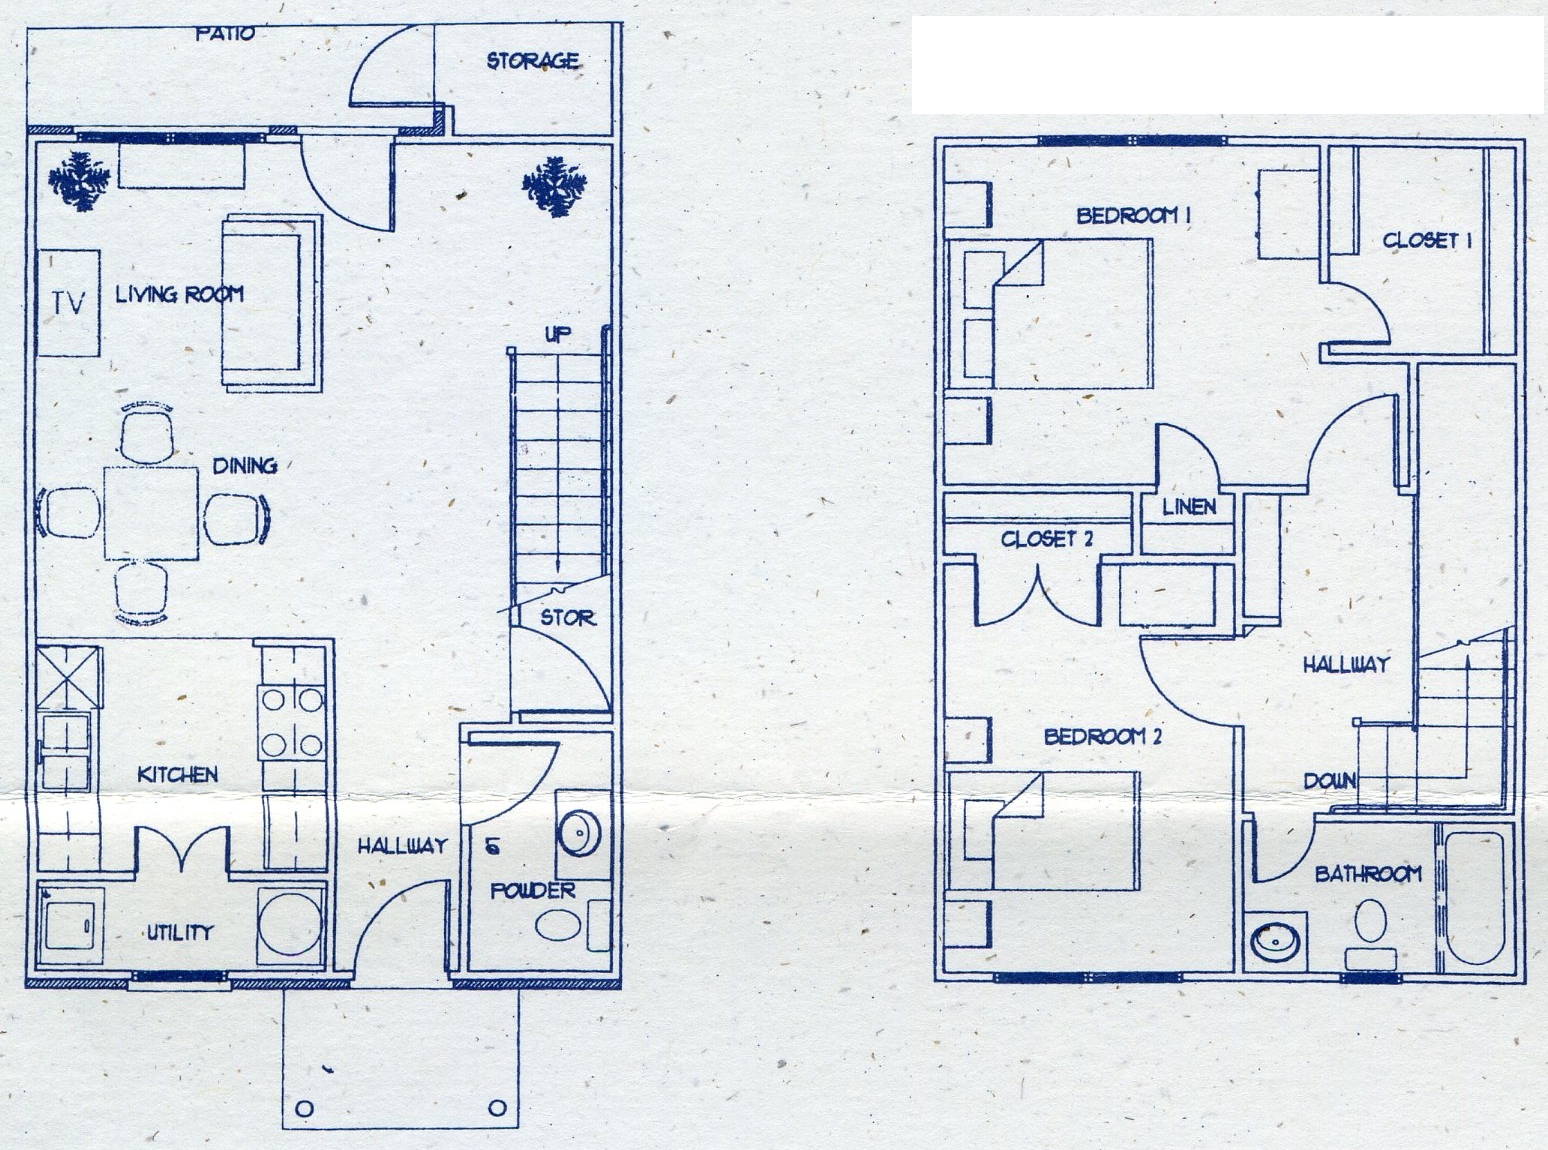 PATIO
STORAGE
LIVING ROOM
TV
UP
DINING
STOR
KITCHEN
HALLWAY
5
POWDER
UTILITY
BEDROOM 1
CLOSET 1
LINEN
CLOSET 2
HALLWAY
BEDROOM 2
DOWN
BATHROOM